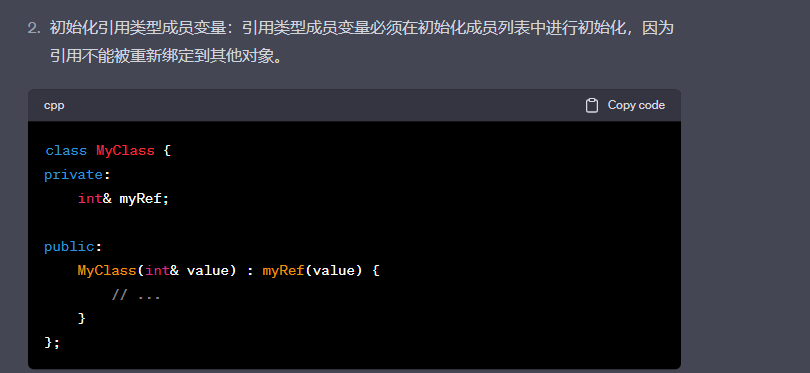 2. 初始化引用类型成员变量：引用类型成员变量必须在初始化成员列表中进行初始化，因为
引用不能被重新绑定到其他对象。
cpp Copy code
class MyClass {
private:
    int& myRef;
public:
    MyClass(int& value) : myRef(value) {
        // ...
    }
};